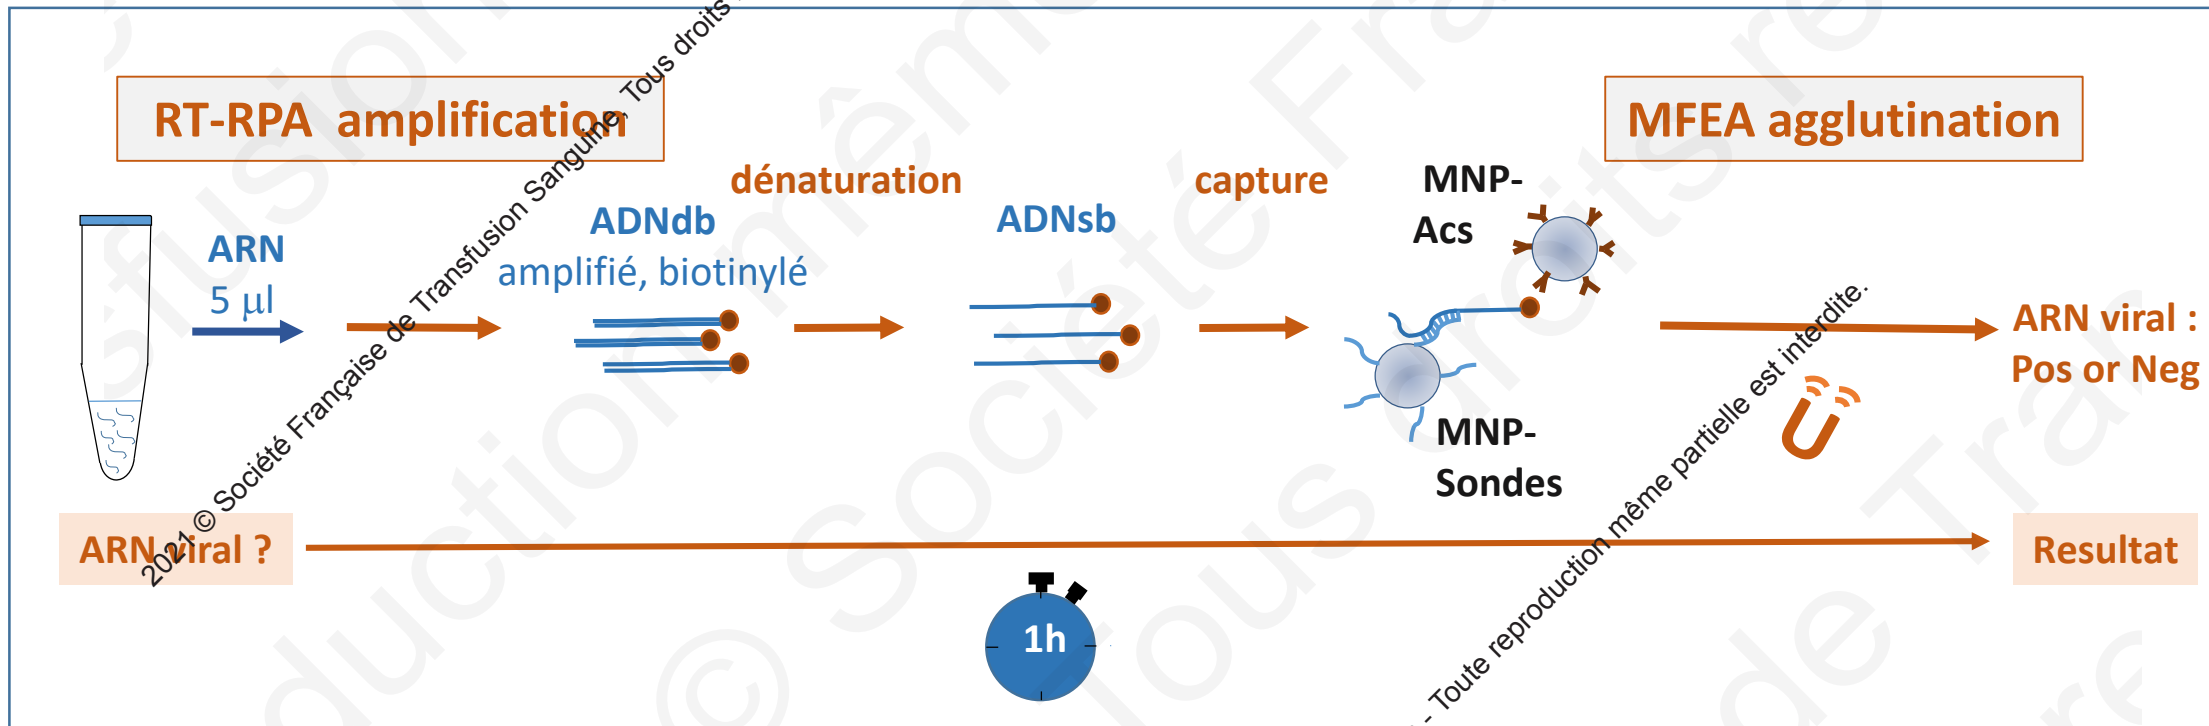 RT-RPA amplification
MFEA agglutination
dénaturation
capture
MNP-
Acs
ARN
5 µl
ADNdb
amplifié, biotinylé
ADNsb
MNP-
Sondes
ARN viral :
Pos or Neg
ARN viral ?
Resultat
1h
2021 © Société Française de Transfusion Sanguine, Tous droits
- Toute reproduction même partielle est interdite.